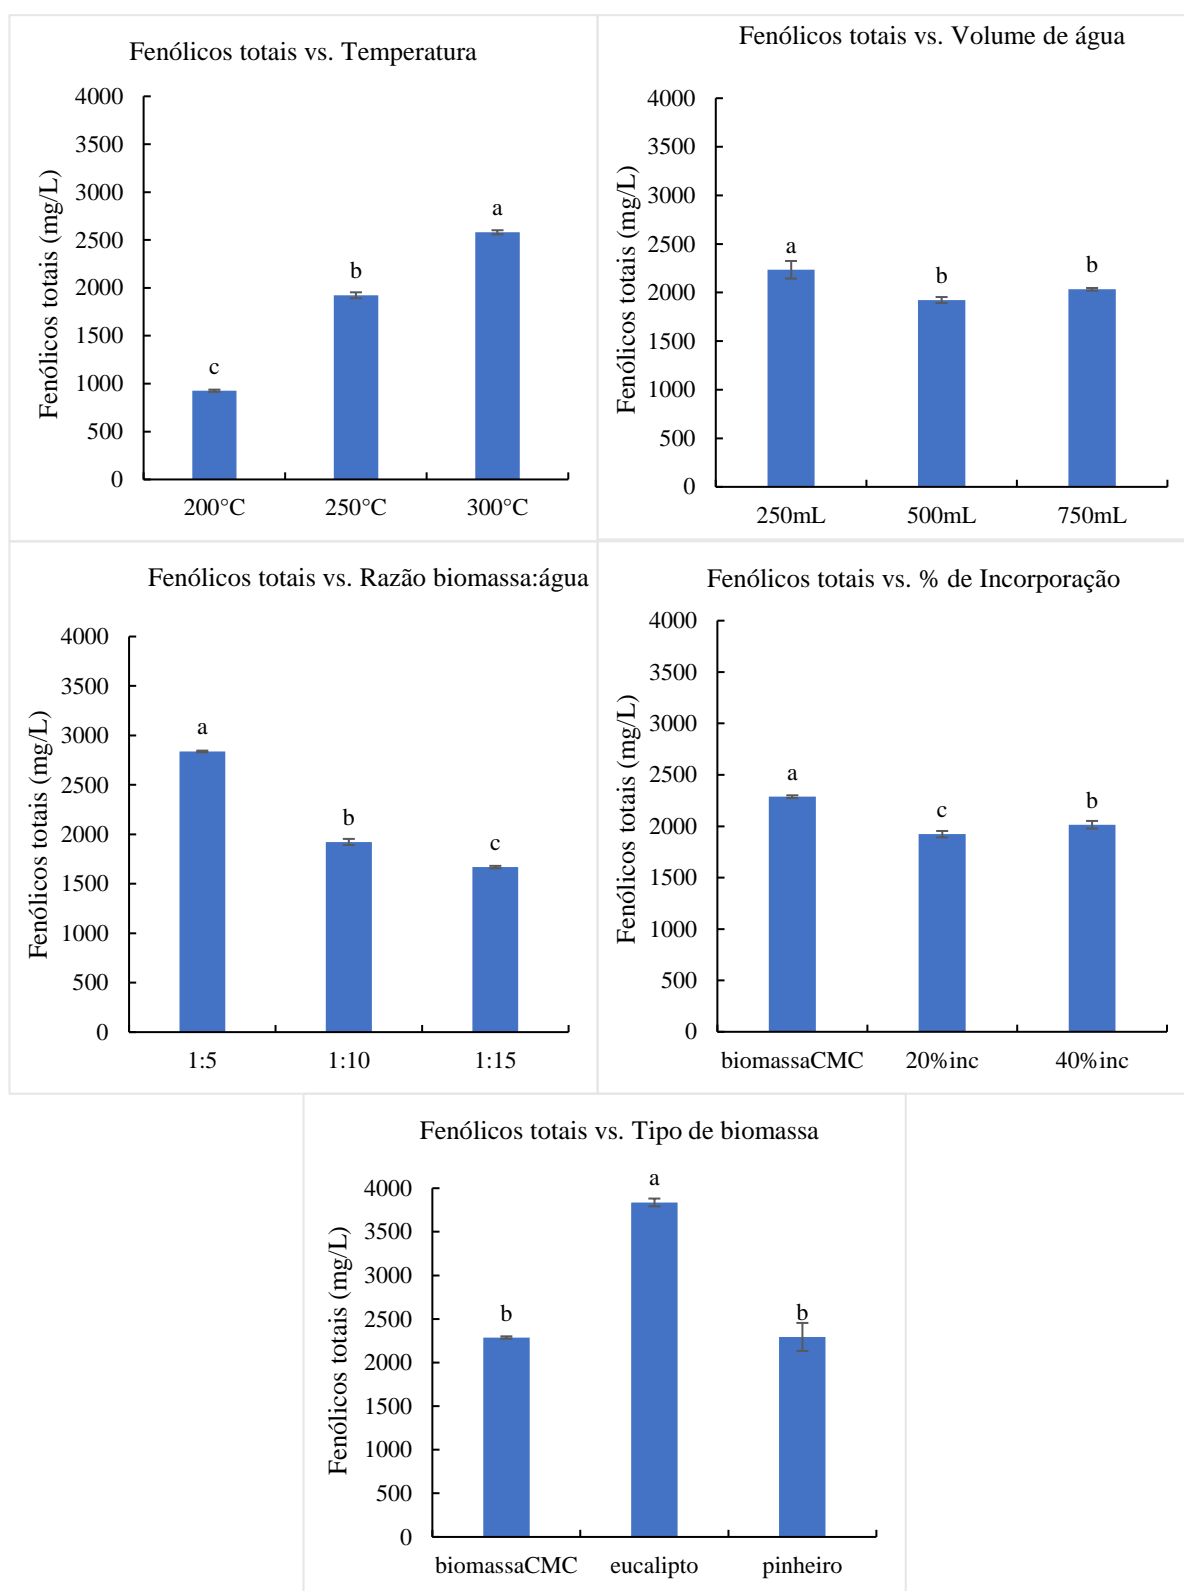 Fenólicos totais vs. Temperatura
Fenólicos totais (mg/L)
4000
3500
3000
2500
2000
1500
1000
500
0
c
b
a
200°C 250°C 300°C
Fenólicos totais vs. Volume de água
Fenólicos totais (mg/L)
4000
3500
3000
2500
2000
1500
1000
500
0
a
b
b
250mL 500mL 750mL
Fenólicos totais vs. Razão biomassa:água
Fenólicos totais (mg/L)
4000
3500
3000
2500
2000
1500
1000
500
0
a
b
c
1:5 1:10 1:15
Fenólicos totais vs. % de Incorporação
Fenólicos totais (mg/L)
4000
3500
3000
2500
2000
1500
1000
500
0
a
c
b
biomassaCMC 20%inc 40%inc
Fenólicos totais vs. Tipo de biomassa
Fenólicos totais (mg/L)
4000
3500
3000
2500
2000
1500
1000
500
0
b
a
b
biomassaCMC eucalipto pinheiro